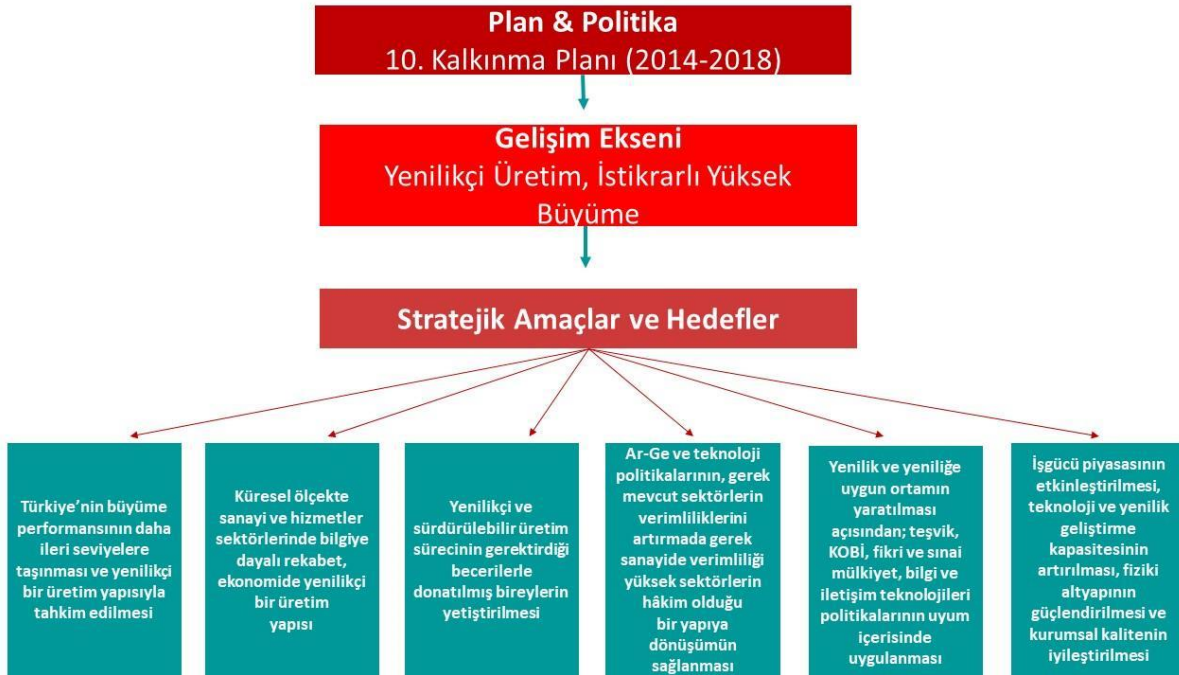 Plan & Politika
10. Kalkınma Planı (2014-2018)
Gelişim Ekseni
Yenilikçi Üretim, İstikrarlı Yüksek
Büyüme
Stratejik Amaçlar ve Hedefler
Türkiye’nin büyüme
performansının daha
ileri seviyelere
taşınması ve yenilikçi
bir üretim yapısıyla
tahkim edilmesi
Küresel ölçekte
sanayi ve hizmetler
sektörlerinde bilgiye
dayalı rekabet,
ekonomide yenilikçi
bir üretim
yapısı
Yenilikçi ve
sürdürülebilir üretim
sürecinin gerektirdiği
becerilerle
donatılmış bireylerin
yetiştirilmesi
Ar-Ge ve teknoloji
politikalarının, gerek
mevcut sektörlerin
verimliliklerini
artırmada gerek
sanayide verimliliği
yüksek sektörlerin
hâkim olduğu
bir yapıya
dönüşümün
sağlanması
Yenilik ve yeniliğe
uygun ortamın
yaratılması
açısından; teşvik,
KOBİ, fikri ve sınai
mülkiyet, bilgi ve
iletişim teknolojileri
politikalarının uyum
içerisinde
uygulanması
İşgücü piyasasının
etkinleştirilmesi,
teknoloji ve yenilik
geliştirme
kapasitesinin
artırılması, fiziki
altyapının
güçlendirilmesi ve
kurumsal kalitenin
iyileştirilmesi